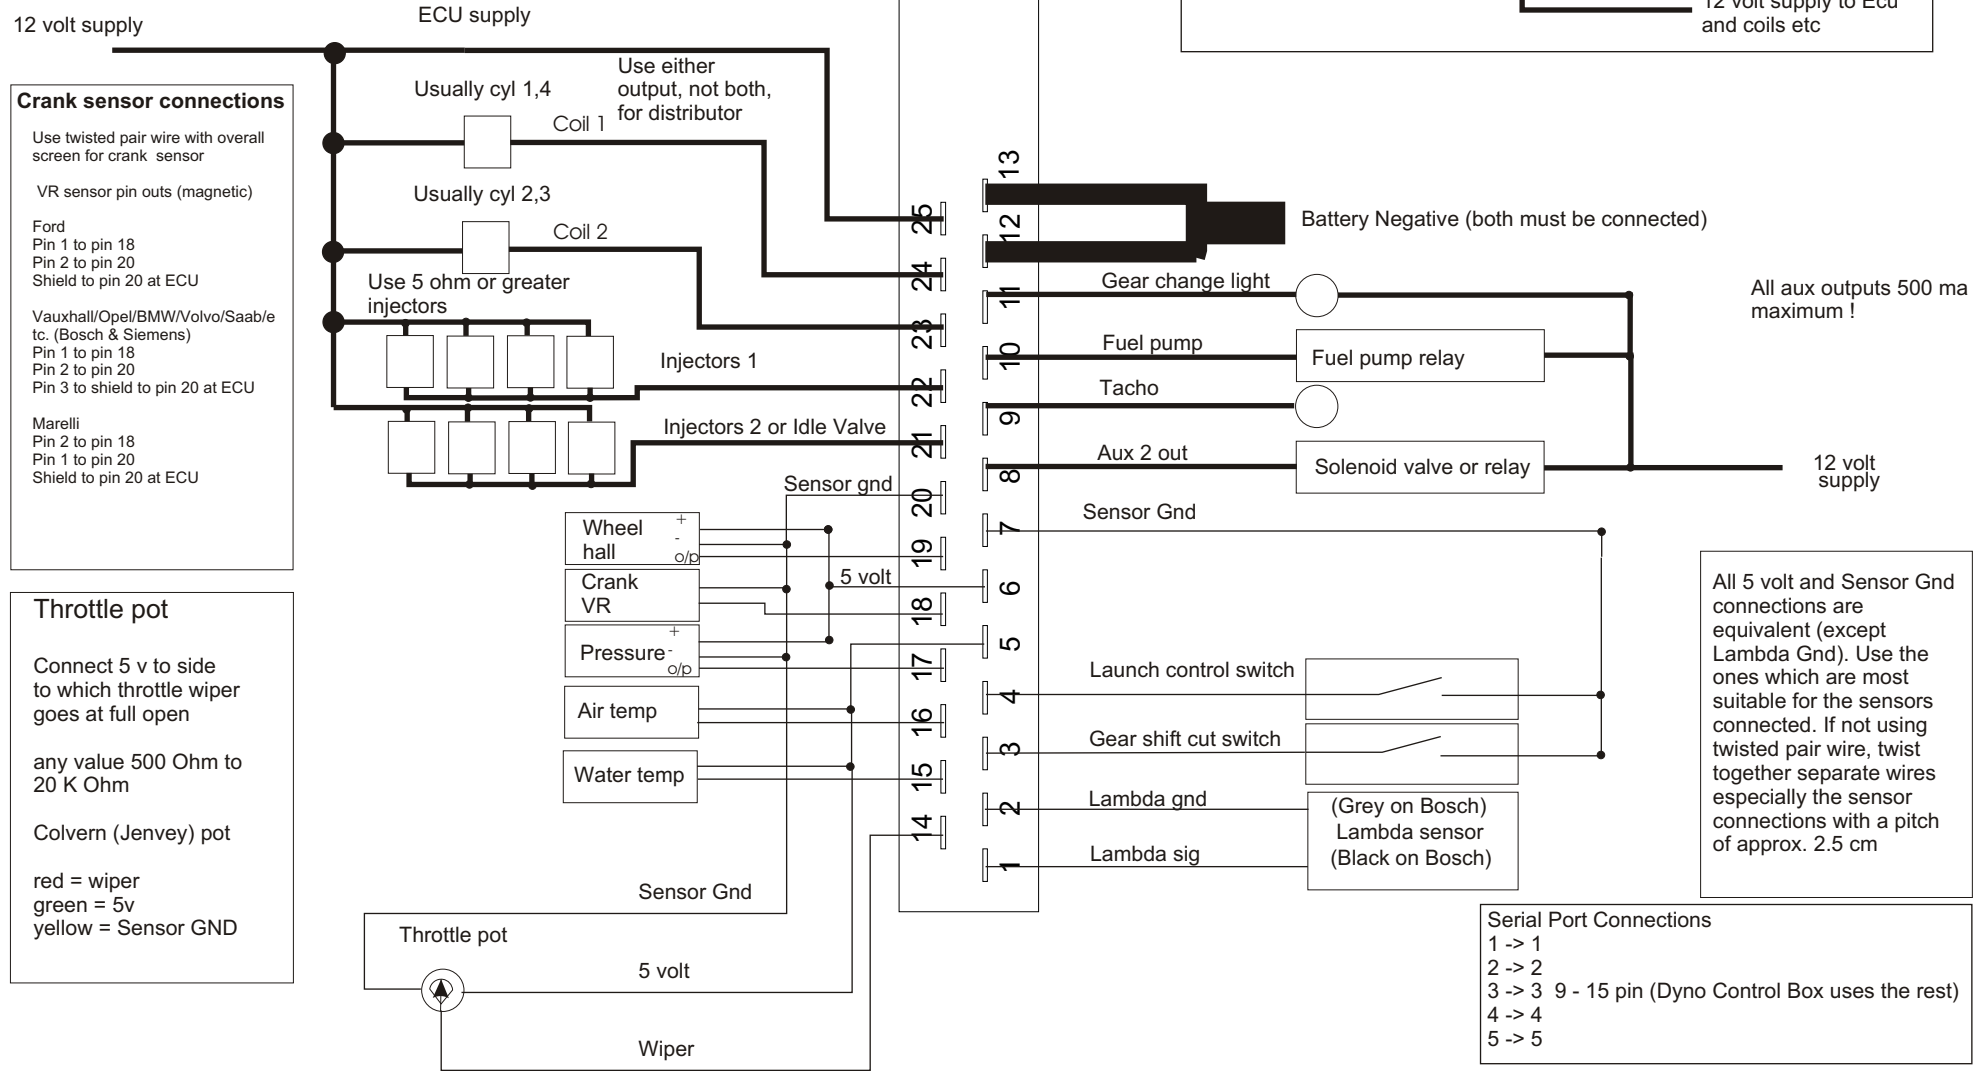 12 volt supply
ECU supply
12 volt supply to Ecu
and coils etc
Crank sensor connections
Use twisted pair wire with overall
screen for crank sensor
VR sensor pin outs (magnetic)
Ford
Pin 1 to pin 18
Pin 2 to pin 20
Shield to pin 20 at ECU
Vauxhall/Opel/BMW/Volvo/Saab/e
tc. (Bosch & Siemens)
Pin 1 to pin 18
Pin 2 to pin 20
Pin 3 to shield to pin 20 at ECU
Marelli
Pin 2 to pin 18
Pin 1 to pin 20
Shield to pin 20 at ECU
Throttle pot
Connect 5 v to side
to which throttle wiper
goes at full open
any value 500 Ohm to
20 K Ohm
Colvern (Jenvey) pot
red = wiper
green = 5v
yellow = Sensor GND
Usually cyl 1,4
Use either
output, not both,
for distributor
Coil 1
Usually cyl 2,3
Coil 2
Use 5 ohm or greater
injectors
Injectors 1
Injectors 2 or Idle Valve
Sensor gnd
Wheel
hall
+
-
o/p
5 volt
Crank
VR
Pressure
+
-
o/p
Air temp
Water temp
Sensor Gnd
Throttle pot
5 volt
Wiper
25
24
23
22
21
20
19
18
17
16
15
14
13
12
11
10
9
8
7
6
5
4
3
2
1
Battery Negative (both must be connected)
Gear change light
Fuel pump
Fuel pump relay
Tacho
Aux 2 out
Solenoid valve or relay
Sensor Gnd
All aux outputs 500 ma
maximum !
12 volt
supply
Launch control switch
Gear shift cut switch
Lambda gnd
Lambda sig
(Grey on Bosch)
Lambda sensor
(Black on Bosch)
All 5 volt and Sensor Gnd
connections are
equivalent (except
Lambda Gnd). Use the
ones which are most
suitable for the sensors
connected. If not using
twisted pair wire, twist
together separate wires
especially the sensor
connections with a pitch
of approx. 2.5 cm
Serial Port Connections
1 -> 1
2 -> 2
3 -> 3 9 - 15 pin (Dyno Control Box uses the rest)
4 -> 4
5 -> 5